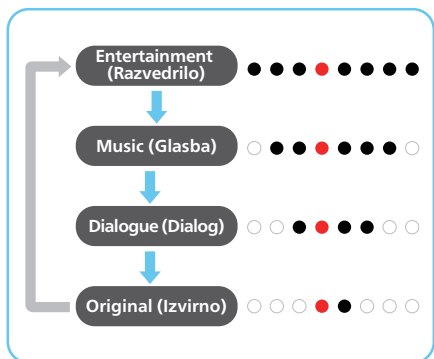 Entertainment
(Razvedrilo)
Music (Glasba)
Dialogue (Dialog)
Original (Izvirno)